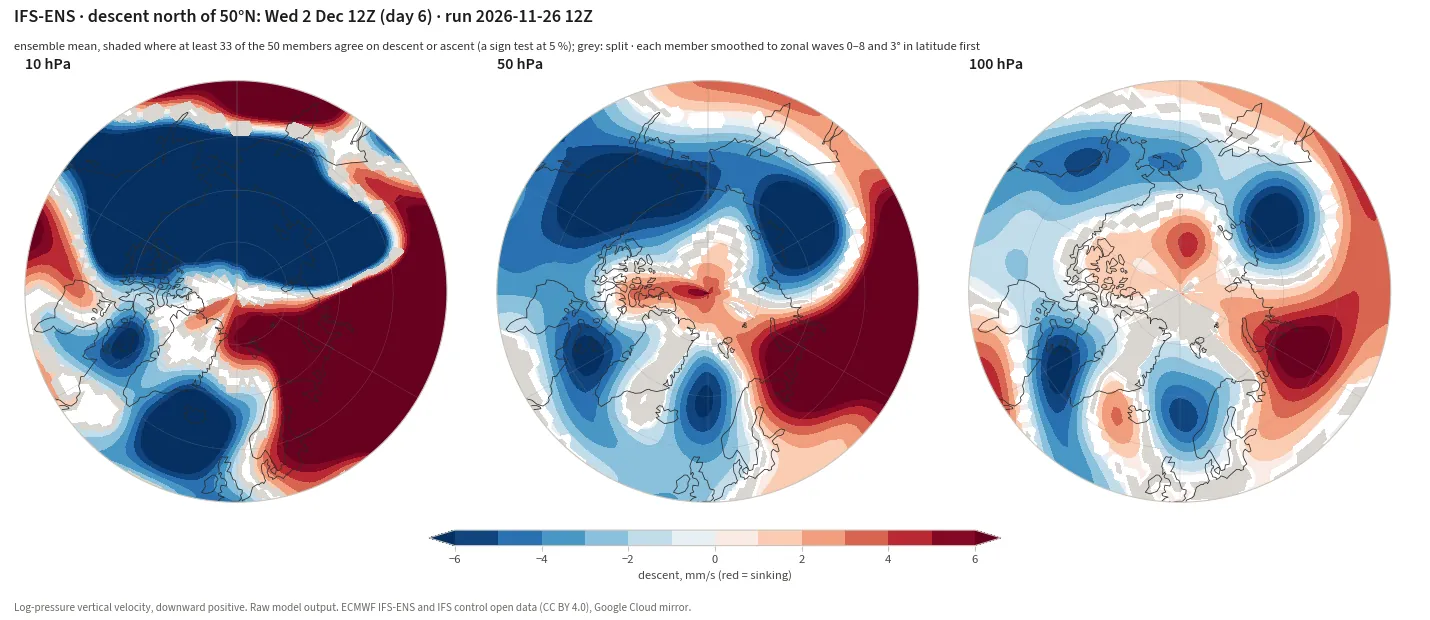 IFS-ENS · descent north of 50°N: Wed 2 Dec 12Z (day 6) · run 2026-11-26 12Z
ensemble mean, shaded where at least 33 of the 50 members agree on descent or ascent (a sign test at 5 %); grey: split · each member smoothed to zonal waves 0–8 and 3° in latitude first
10 hPa
50 hPa
100 hPa
−6 −4 −2 0 2 4 6
descent, mm/s (red = sinking)
Log-pressure vertical velocity, downward positive. Raw model output. ECMWF IFS-ENS and IFS control open data (CC BY 4.0), Google Cloud mirror.